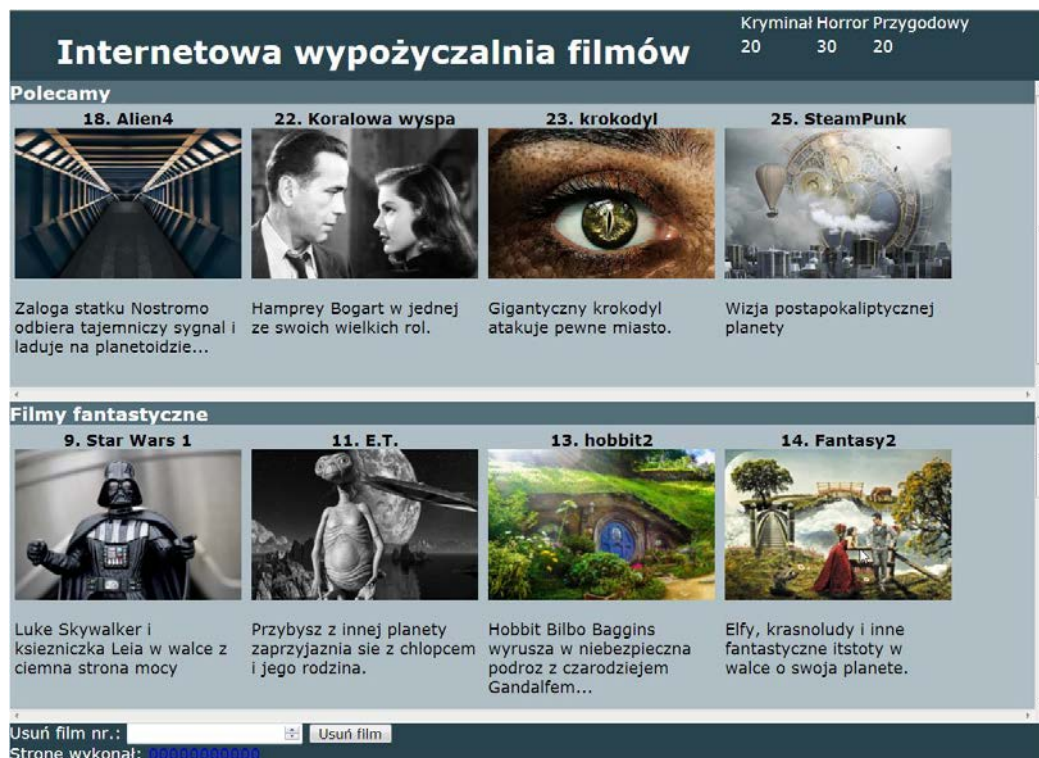 Internetowa wypożyczalnia filmów
Kryminał Horror Przygodowy
20 30 20
Polecamy
18. Alien4
22. Koralowa wyspa
23. krokodyl
25. SteamPunk
Zaloga statku Nostromo
odbiera tajemniczy sygnal i
laduje na planetoidzie...
Hamprey Bogart w jednej
ze swoich wielkich rol.
Gigantyczny krokodyl
atakuje pewne miasto.
Wizja postapokaliptycznej
planety
Filmy fantastyczne
9. Star Wars 1
11. E.T.
13. hobbit2
14. Fantasy2
Luke Skywalker i
ksiezniczka Leia w walce z
ciemna strona mocy
Przybysz z innej planety
zaprzyjaznia sie z chlopcem
i jego rodzina.
Hobbit Bilbo Baggins
wyrusza w niebezpieczna
podroz z czarodziejem
Gandalfem...
Elfy, krasnoludy i inne
fantastyczne itstoty w
walce o swoja planete.
Usuń film nr.: Usuń film
Stronę wykonał: 00000000000